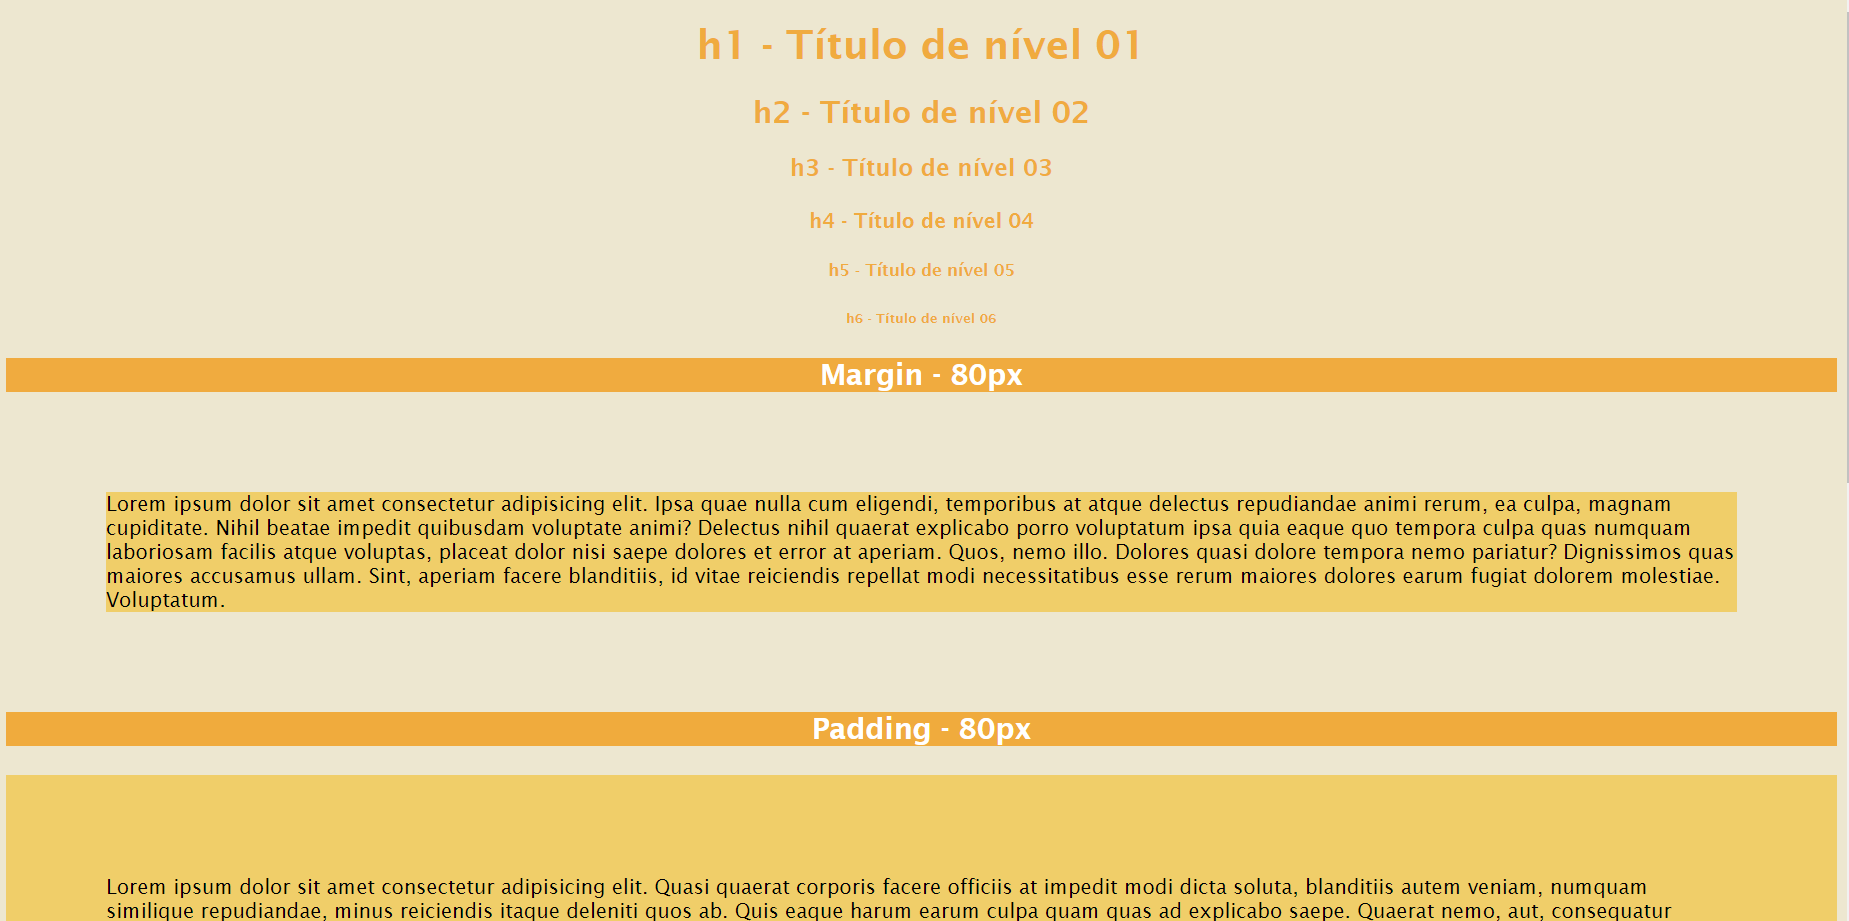 h1 - Título de nível 01
h2 - Título de nível 02
h3 - Título de nível 03
h4 - Título de nível 04
h5 - Título de nível 05
h6 - Título de nível 06
Margin - 80px
Lorem ipsum dolor sit amet consectetur adipisicing elit. Ipsa quae nulla cum eligendi, temporibus at atque delectus repudiandae animi rerum, ea culpa, magnam
cupiditate. Nihil beatae impedit quibusdam voluptate animi? Delectus nihil quaerat explicabo porro voluptatum ipsa quia eaque quo tempora culpa quas numquam
laboriosam facilis atque voluptas, placeat dolor nisi saepe dolores et error at aperiam. Quos, nemo illo. Dolores quasi dolore tempora nemo pariatur? Dignissimos quas
maiores accusamus ullam. Sint, aperiam facere blanditiis, id vitae reiciendis repellat modi necessitatibus esse rerum maiores dolores earum fugiat dolorem molestiae.
Voluptatum.
Padding - 80px
Lorem ipsum dolor sit amet consectetur adipisicing elit. Quasi quaerat corporis facere officiis at impedit modi dicta soluta, blanditiis autem veniam, numquam
similique repudiandae, minus reiciendis itaque deleniti quos ab. Quis eaque harum earum culpa quam quas ad explicabo saepe. Quaerat nemo, aut, consequatur